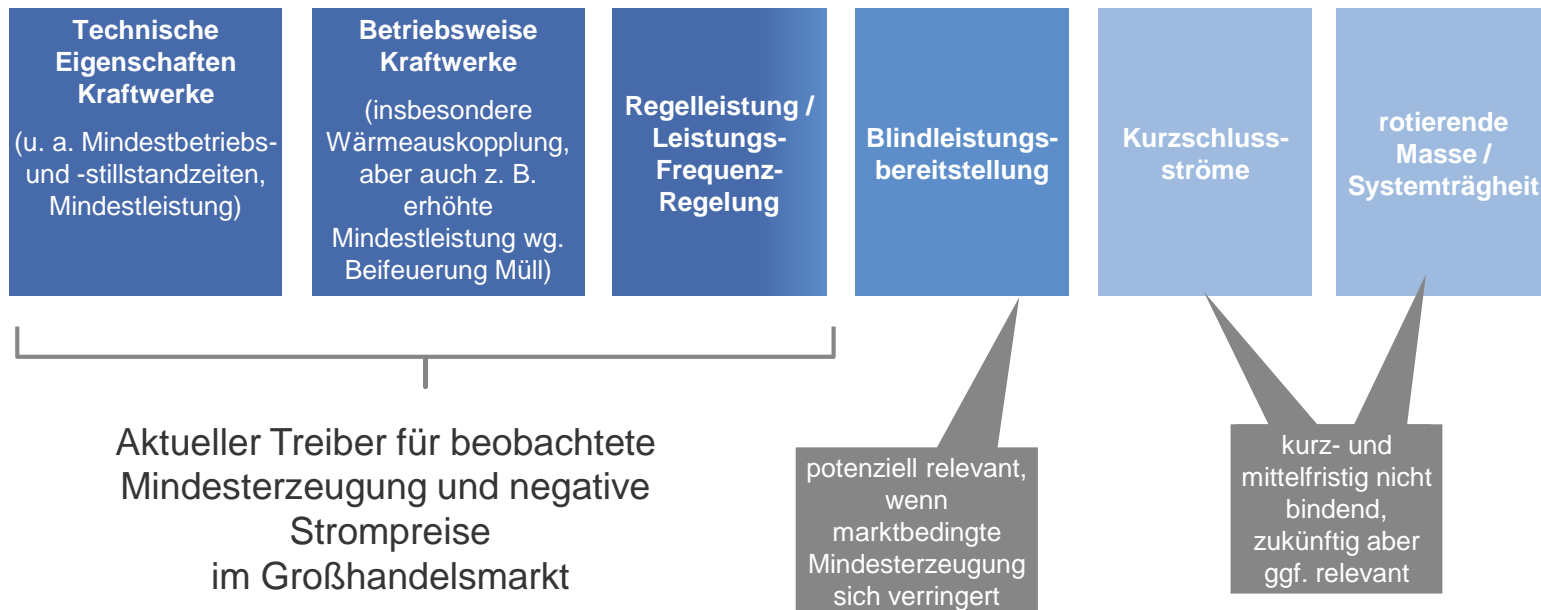 Technische
Eigenschaften
Kraftwerke
(u. a. Mindestbetriebs-
und -stillstandzeiten,
Mindestleistung)
Betriebsweise
Kraftwerke
(insbesondere
Wärmeauskopplung,
aber auch z. B.
erhöhte
Mindestleistung wg.
Beifeuerung Müll)
Regelleistung /
Leistungs-
Frequenz-
Regelung
Blindleistungs-
bereitstellung
Kurzschluss-
ströme
rotierende
Masse /
Systemträgheit
Aktueller Treiber für beobachtete
Mindesterzeugung und negative
Strompreise
im Großhandelsmarkt
potenziell relevant,
wenn
marktbedingte
Mindesterzeugung
sich verringert
kurz- und
mittelfristig nicht
bindend,
zukünftig aber
ggf. relevant